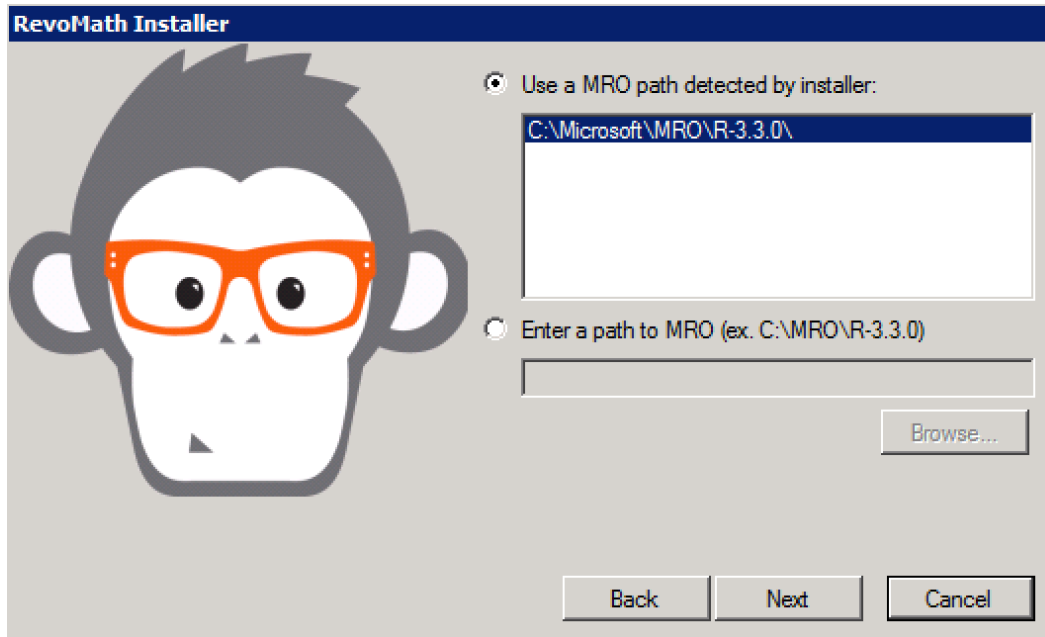 RevoMath Installer
Use a MRO path detected by installer:
C:\Microsoft\MRO\R-3.3.0\
Enter a path to MRO (ex. C:\MRO\R-3.3.0)
Browse...
Back
Next
Cancel